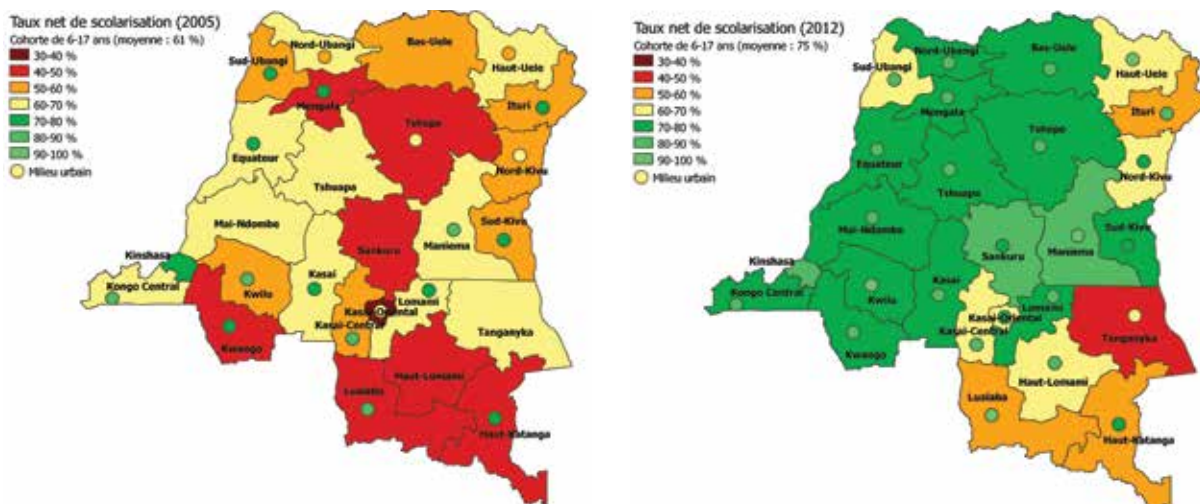 Taux net de scolarisation (2005)
Cohorte de 6-17 ans (moyenne : 61 %)
30-40 %
40-50 %
50-60 %
60-70 %
70-80 %
80-90 %
90-100 %
Milieu urbain
Nord-Ubangi
Bas-Uele
Sud-Ubangi
Haut-Uele
Mongala
Ituri
Tshopo
Equateur
Nord-Kivu
Tshuapa
Mai-Ndombe
Sud-Kivu
Sankuru
Maniema
Kinshasa
Kasai
Kongo Central
Kwilu
Lomami
Kasai-Oriental
Kasai-Central
Tanganyka
Kwango
Haut-Lomami
Lualaba
Haut-Katanga
Taux net de scolarisation (2012)
Cohorte de 6-17 ans (moyenne : 75 %)
30-40 %
40-50 %
50-60 %
60-70 %
70-80 %
80-90 %
90-100 %
Milieu urbain
Nord-Ubangi
Bas-Uele
Sud-Ubangi
Haut-Uele
Mongala
Ituri
Tshopo
Equateur
Nord-Kivu
Tshuapa
Mai-Ndombe
Sud-Kivu
Sankuru
Maniema
Kinshasa
Kasai
Kongo Central
Kwilu
Lomami
Kasai-Oriental
Kasai-Central
Tanganyka
Kwango
Haut-Lomami
Lualaba
Haut-Katanga